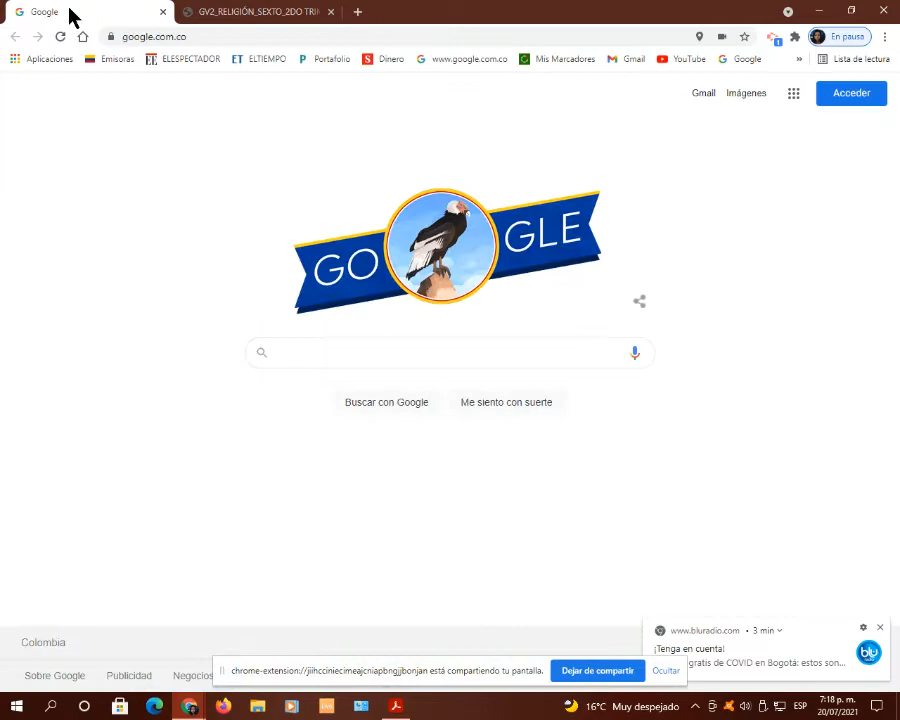 Google
GV2_RELIGIÓN_SEXTO_2DO TRI
google.com.co
En pausa
Aplicaciones
Emisoras
EE ELESPECTADOR
ET ELTIEMPO
P Portafolio
S Dinero
www.google.com.co
Mis Marcadores
Gmail
YouTube
Google
»
Lista de lectura
Gmail
Imágenes
Acceder
GO GLE
Buscar con Google
Me siento con suerte
Colombia
Sobre Google
Publicidad
Negocios
www.bluradio.com • 3 min
¡Tenga en cuenta!
gratis de COVID en Bogotá: estos son...
blu
chrome-extension://jiihcciniecimeajcniapbngjjbonjan está compartiendo tu pantalla.
Dejar de compartir
Ocultar
16°C Muy despejado
ESP
7:18 p. m.
20/07/2021